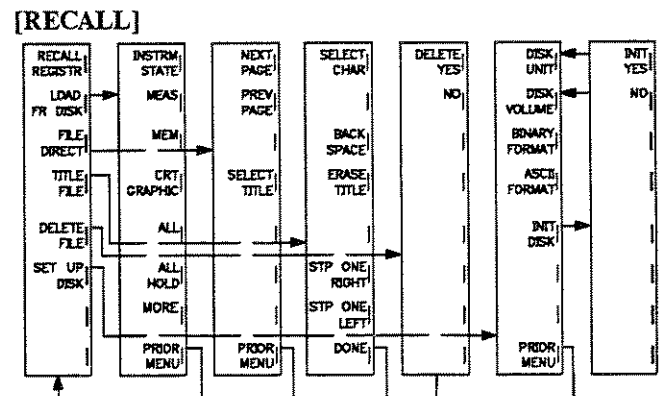 [RECALL]
RECALL
REGISTR
LOAD
FR DISK
FILE
DIRECT
TITLE
FILE
DELETE
FILE
SET UP
DISK
INSTRM
STATE
MEAS
MEM
CRT
GRAPHIC
ALL
ALL
HOLD
MORE
PRIOR
MENU
NEXT
PAGE
PREV
PAGE
SELECT
TITLE
PRIOR
MENU
SELECT
CHAR
BACK
SPACE
ERASE
TITLE
STP ONE
RIGHT
STP ONE
LEFT
DONE
DELETE
YES
NO
DISK
UNIT
DISK
VOLUME
BINARY
FORMAT
ASCII
FORMAT
INIT
DISK
PRIOR
MENU
INIT
YES
NO